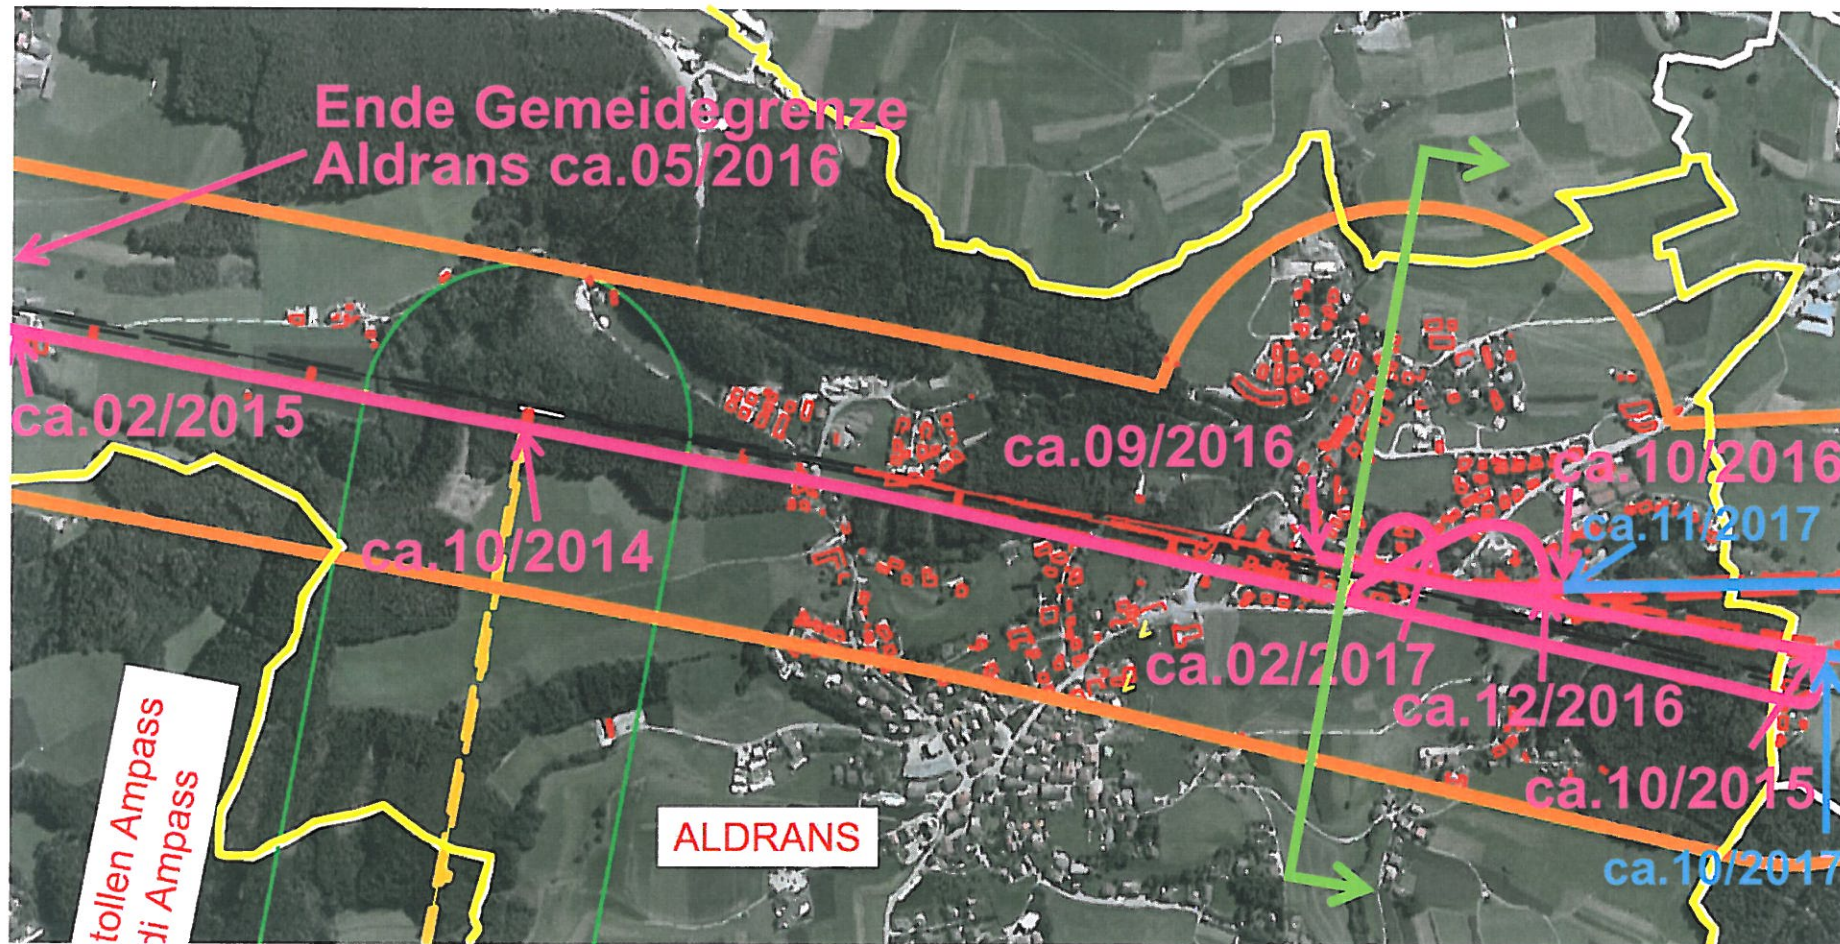 Ende Gemeidegrenze
Aldrans ca.05/2016
ca.02/2015
ca.10/2014
ca.09/2016
ca.10/2016
ca.11/2017
ca.02/2017
ca.12/2016
ca.10/2015
ca.10/2017
ALDRANS
tollen Ampass
di Ampass